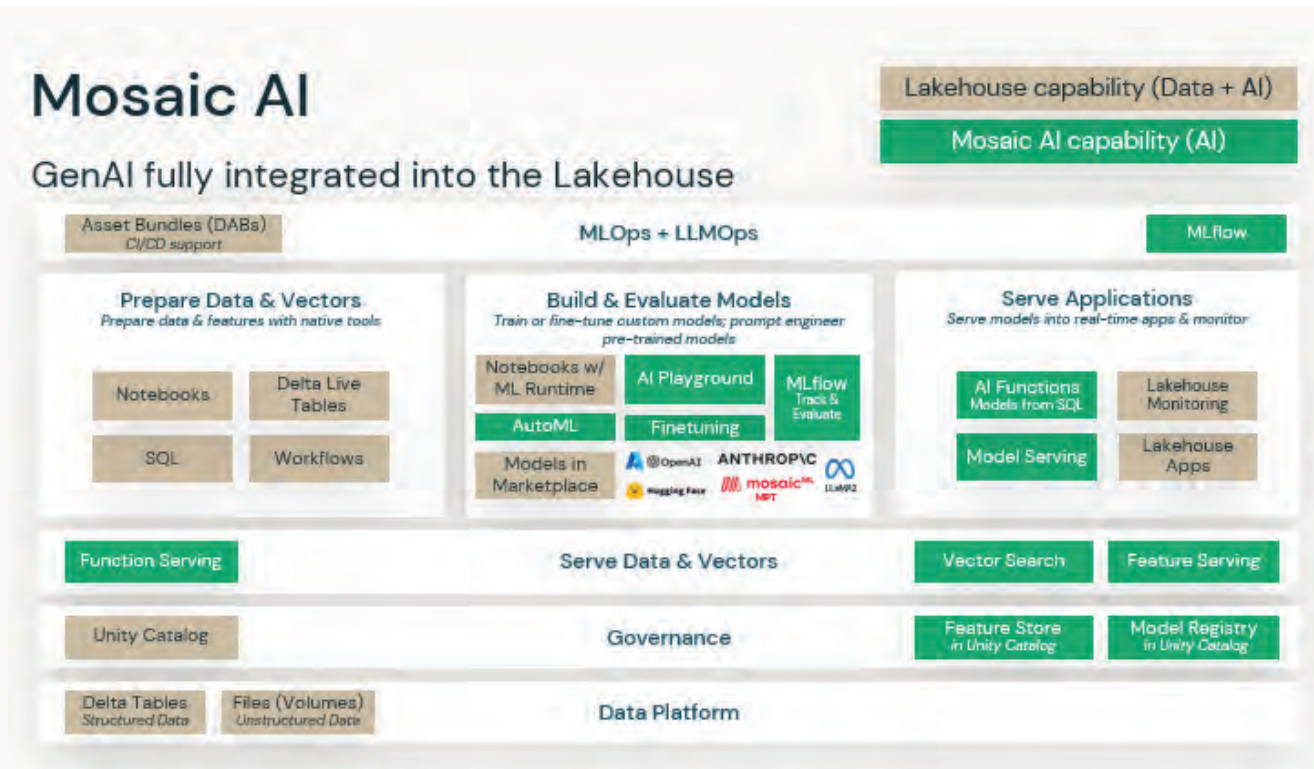 Mosaic AI
GenAI fully integrated into the Lakehouse
Lakehouse capability (Data + AI)
Mosaic AI capability (AI)
Asset Bundles (DABs)
CI/CD support
MLOps + LLMOps
MLflow
Prepare Data & Vectors
Prepare data & features with native tools
Notebooks
Delta Live
Tables
SQL
Workflows
Build & Evaluate Models
Train or fine-tune custom models; prompt engineer
pre-trained models
Notebooks w/
ML Runtime
AI Playground
MLflow
Track &
Evaluate
AutoML
Finetuning
Models in
Marketplace
OpenAI
ANTHROP\C
Hugging Face
mosaic ML
MPT
LLaMA2
Serve Applications
Serve models into real-time apps & monitor
AI Functions
Models from SQL
Lakehouse
Monitoring
Model Serving
Lakehouse
Apps
Function Serving
Serve Data & Vectors
Vector Search
Feature Serving
Unity Catalog
Governance
Feature Store
in Unity Catalog
Model Registry
in Unity Catalog
Delta Tables
Structured Data
Files (Volumes)
Unstructured Data
Data Platform